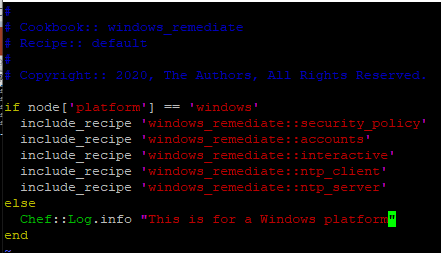 #
# Cookbook:: windows_remediate
# Recipe:: default
#
# Copyright:: 2020, The Authors, All Rights Reserved.

if node['platform'] == 'windows'
  include_recipe 'windows_remediate::security_policy'
  include_recipe 'windows_remediate::accounts'
  include_recipe 'windows_remediate::interactive'
  include_recipe 'windows_remediate::ntp_client'
  include_recipe 'windows_remediate::ntp_server'
else
  Chef::Log.info "This is for a Windows platform"
end
~